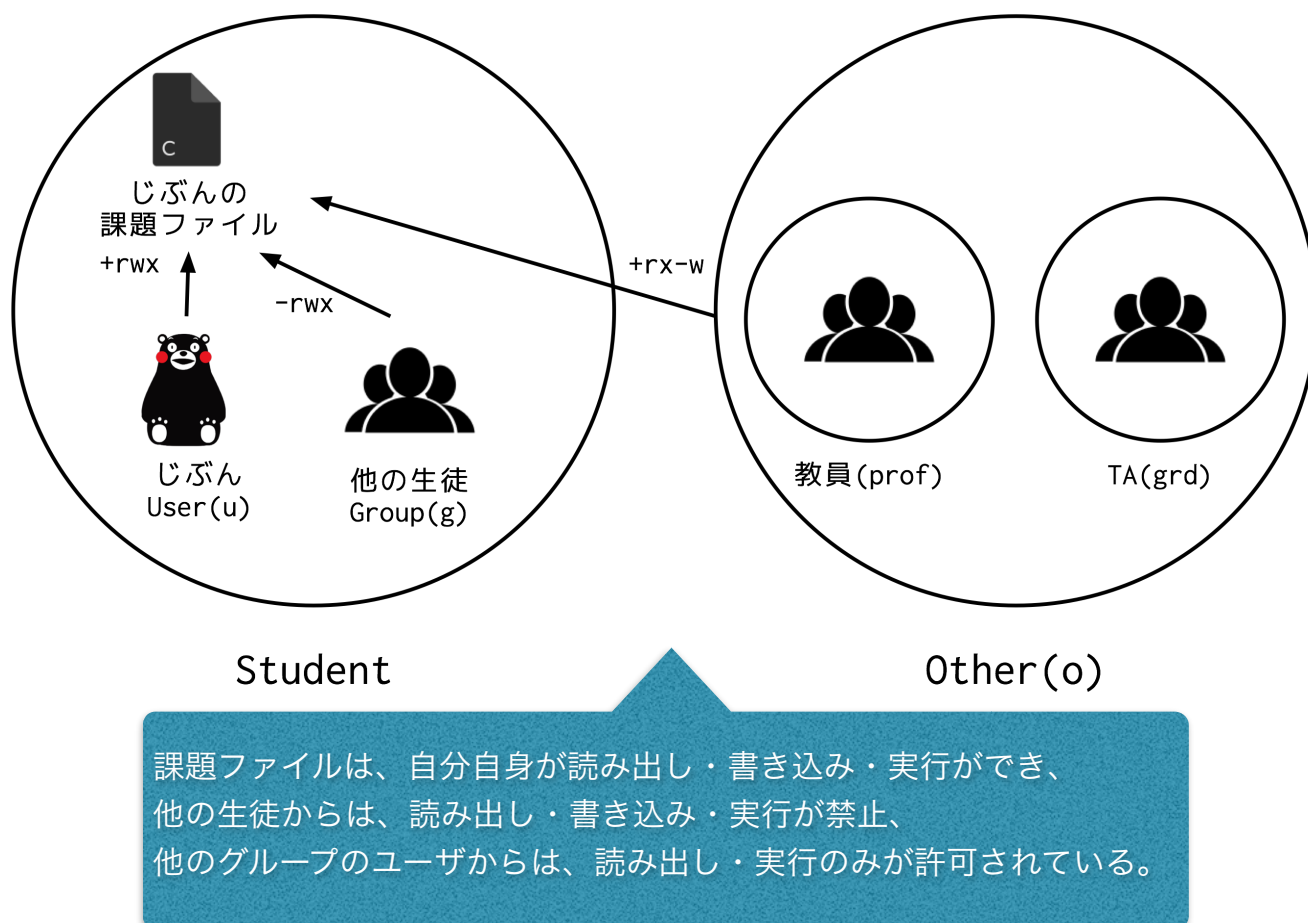 C
じぶんの
課題ファイル
+rwx
-rwx
+rx-w
じぶん
User(u)
他の生徒
Group(g)
教員(prof)
TA(grd)
Student
Other(o)
課題ファイルは、自分自身が読み出し・書き込み・実行ができ、
他の生徒からは、読み出し・書き込み・実行が禁止、
他のグループのユーザからは、読み出し・実行のみが許可されている。